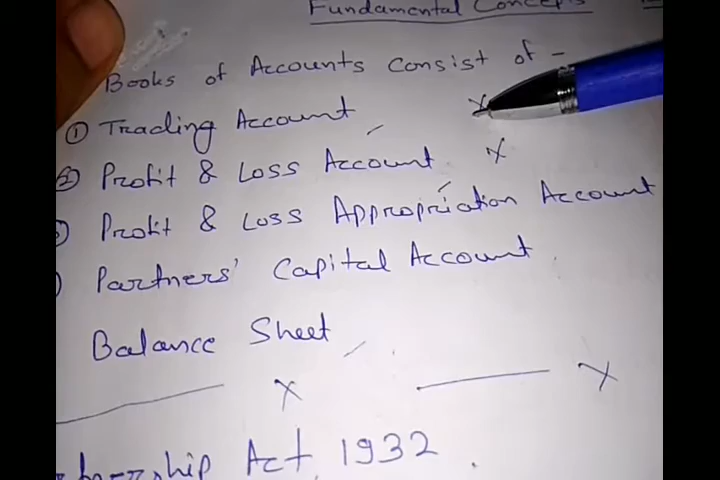 Fundamental Concepts
Books of Accounts Consist of -
① Trading Account x
② Profit & Loss Account x
Profit & Loss Appropriation Account
Partners' Capital Account
Balance Sheet
x x
Act, 1932